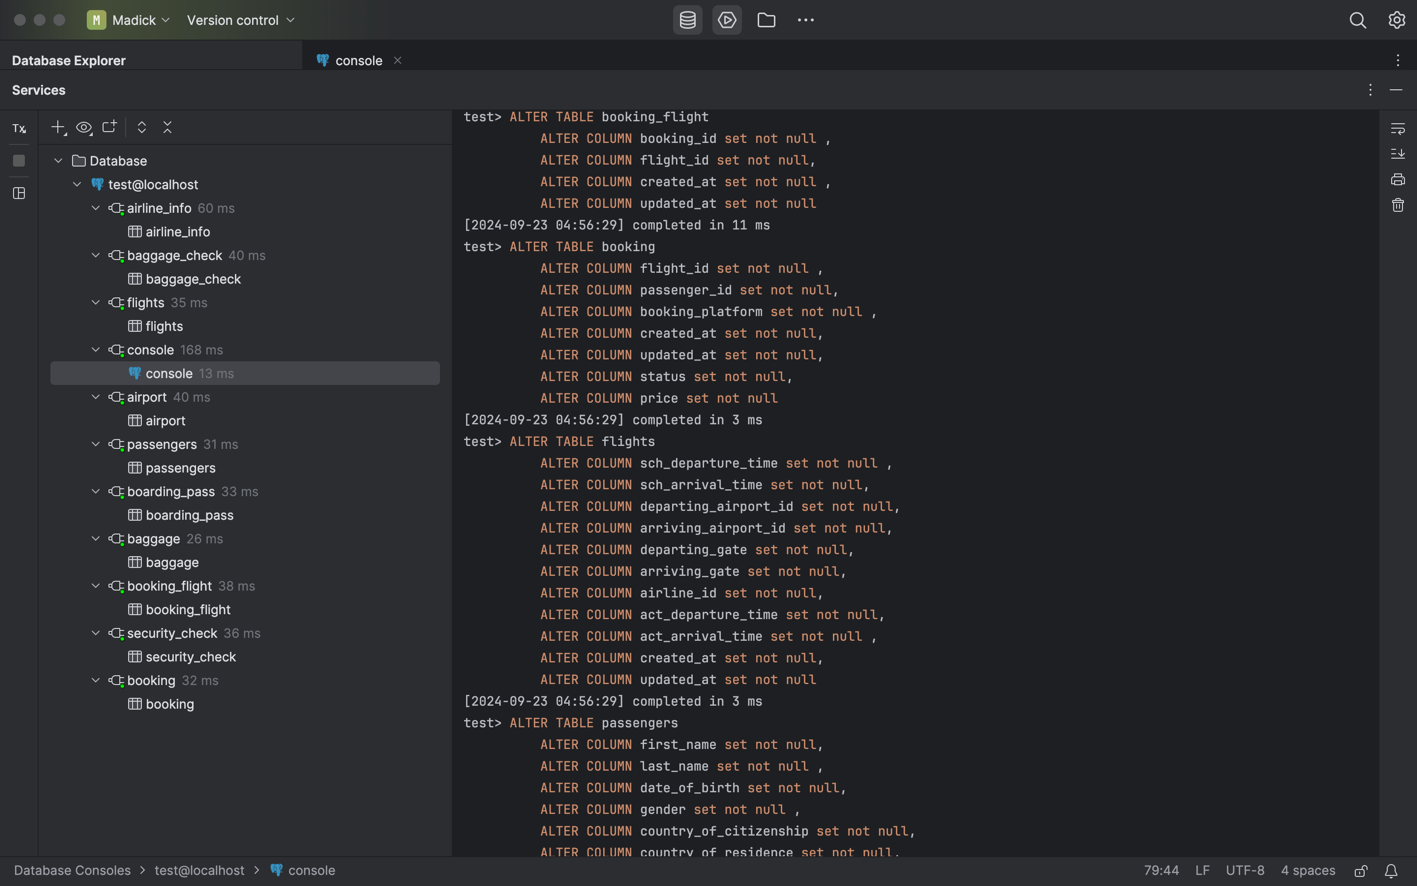 M Madick Version control
Database Explorer
console
Services
Tx
Database
test@localhost
airline_info 60 ms
airline_info
baggage_check 40 ms
baggage_check
flights 35 ms
flights
console 168 ms
console 13 ms
airport 40 ms
airport
passengers 31 ms
passengers
boarding_pass 33 ms
boarding_pass
baggage 26 ms
baggage
booking_flight 38 ms
booking_flight
security_check 36 ms
security_check
booking 32 ms
booking
test> ALTER TABLE booking_flight
ALTER COLUMN booking_id set not null ,
ALTER COLUMN flight_id set not null,
ALTER COLUMN created_at set not null ,
ALTER COLUMN updated_at set not null
[2024-09-23 04:56:29] completed in 11 ms
test> ALTER TABLE booking
ALTER COLUMN flight_id set not null ,
ALTER COLUMN passenger_id set not null,
ALTER COLUMN booking_platform set not null ,
ALTER COLUMN created_at set not null,
ALTER COLUMN updated_at set not null,
ALTER COLUMN status set not null,
ALTER COLUMN price set not null
[2024-09-23 04:56:29] completed in 3 ms
test> ALTER TABLE flights
ALTER COLUMN sch_departure_time set not null ,
ALTER COLUMN sch_arrival_time set not null,
ALTER COLUMN departing_airport_id set not null,
ALTER COLUMN arriving_airport_id set not null,
ALTER COLUMN departing_gate set not null,
ALTER COLUMN arriving_gate set not null,
ALTER COLUMN airline_id set not null,
ALTER COLUMN act_departure_time set not null,
ALTER COLUMN act_arrival_time set not null ,
ALTER COLUMN created_at set not null,
ALTER COLUMN updated_at set not null
[2024-09-23 04:56:29] completed in 3 ms
test> ALTER TABLE passengers
ALTER COLUMN first_name set not null,
ALTER COLUMN last_name set not null ,
ALTER COLUMN date_of_birth set not null,
ALTER COLUMN gender set not null ,
ALTER COLUMN country_of_citizenship set not null,
ALTER COLUMN country_of_residence set not null,
Database Consoles > test@localhost > console
79:44 LF UTF-8 4 spaces